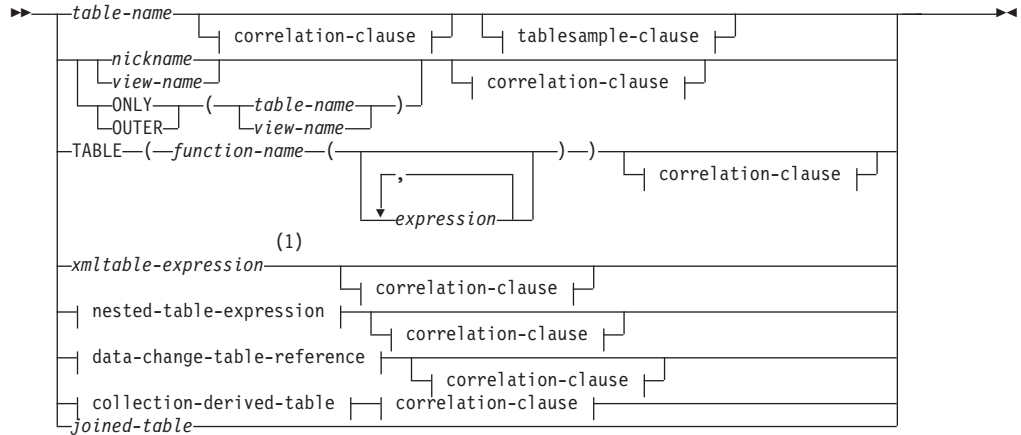 table-name
correlation-clause tablesample-clause
nickname
view-name correlation-clause
ONLY ( table-name )
OUTER view-name
TABLE ( function-name ( ) ) correlation-clause
,
expression
(1)
xmltable-expression
correlation-clause
nested-table-expression
correlation-clause
data-change-table-reference
correlation-clause
collection-derived-table correlation-clause
joined-table